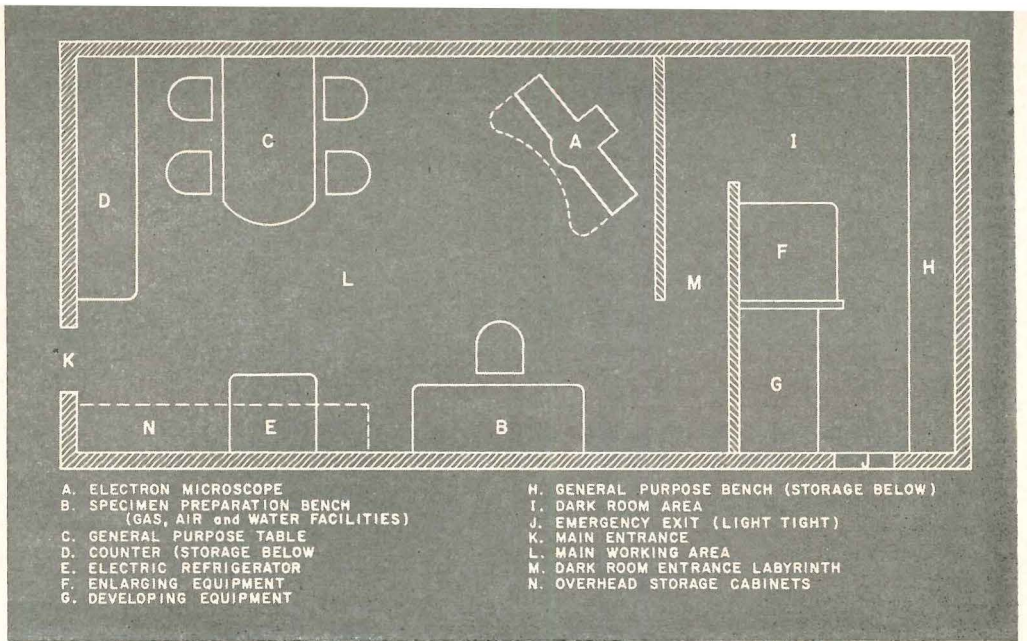 C
A
I
D
F
L
M
H
K
G
N
E
B
J
A. ELECTRON MICROSCOPE
B. SPECIMEN PREPARATION BENCH
(GAS, AIR and WATER FACILITIES)
C. GENERAL PURPOSE TABLE
D. COUNTER (STORAGE BELOW
E. ELECTRIC REFRIGERATOR
F. ENLARGING EQUIPMENT
G. DEVELOPING EQUIPMENT
H. GENERAL PURPOSE BENCH (STORAGE BELOW)
I. DARK ROOM AREA
J. EMERGENCY EXIT (LIGHT TIGHT)
K. MAIN ENTRANCE
L. MAIN WORKING AREA
M. DARK ROOM ENTRANCE LABYRINTH
N. OVERHEAD STORAGE CABINETS